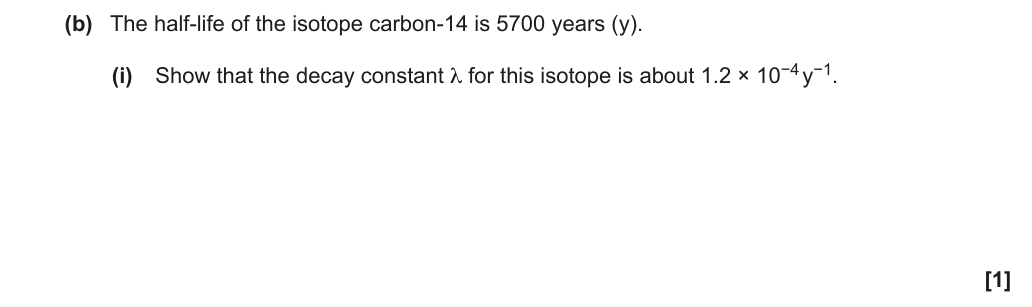 (b) The half-life of the isotope carbon-14 is 5700 years (y).
(i) Show that the decay constant λ for this isotope is about 1.2 × 10⁻⁴ y⁻¹.
[1]